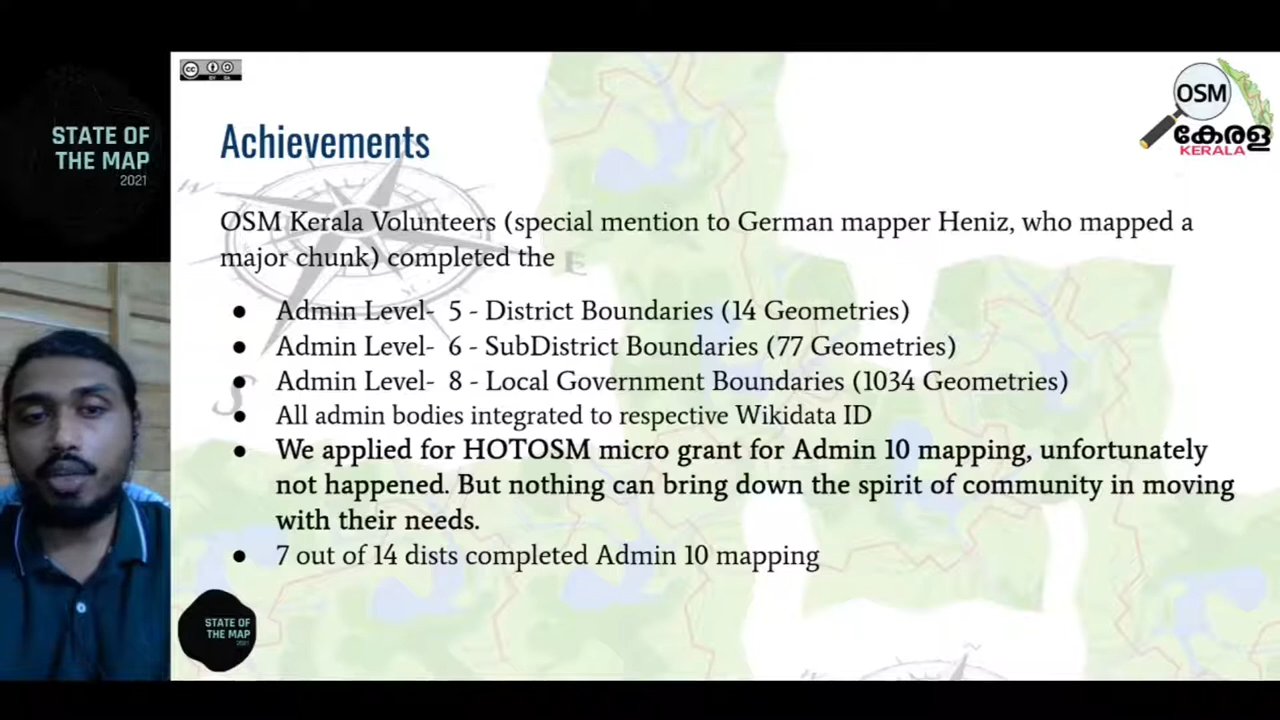 STATE OF
THE MAP
2021
CC
BY SA
OSM
കേരള
KERALA
Achievements
OSM Kerala Volunteers (special mention to German mapper Heniz, who mapped a
major chunk) completed the
E
S
● Admin Level- 5 - District Boundaries (14 Geometries)
● Admin Level- 6 - SubDistrict Boundaries (77 Geometries)
● Admin Level- 8 - Local Government Boundaries (1034 Geometries)
● All admin bodies integrated to respective Wikidata ID
● We applied for HOTOSM micro grant for Admin 10 mapping, unfortunately
not happened. But nothing can bring down the spirit of community in moving
with their needs.
● 7 out of 14 dists completed Admin 10 mapping
STATE OF
THE MAP
2021